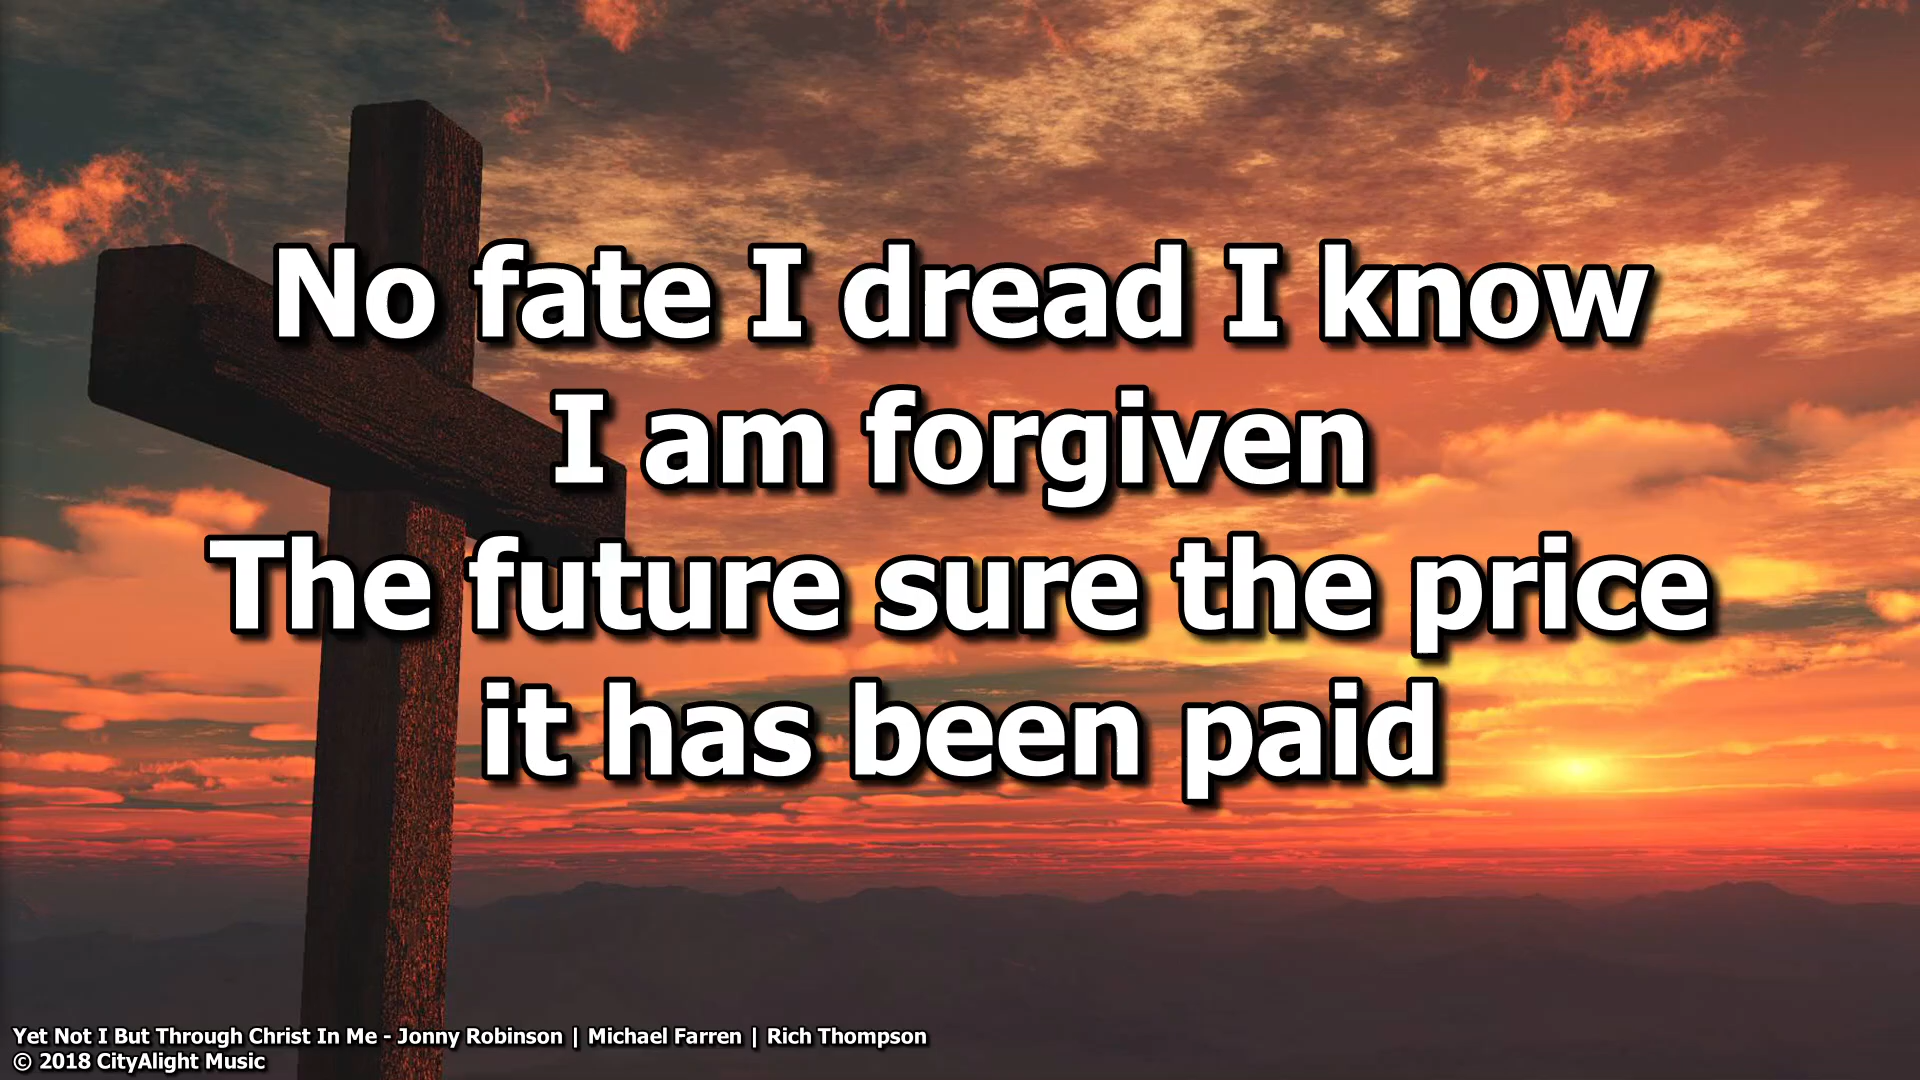 No fate I dread I know
I am forgiven
The future sure the price
it has been paid
Yet Not I But Through Christ In Me - Jonny Robinson | Michael Farren | Rich Thompson
© 2018 CityAlight Music